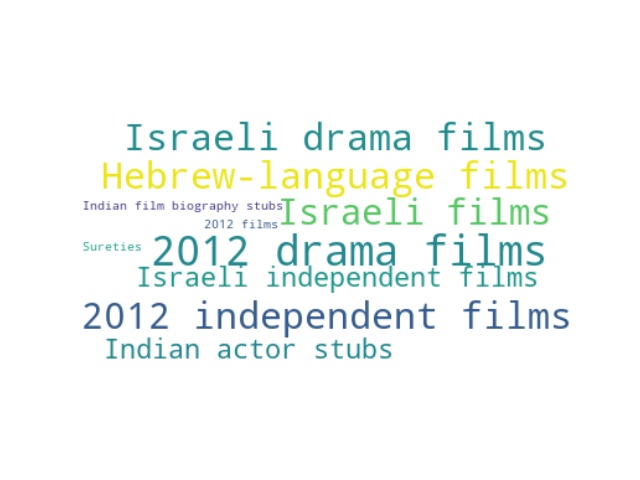 Israeli drama films
Hebrew-language films
Indian film biography stubs
Israeli films
2012 films
Sureties
2012 drama films
Israeli independent films
2012 independent films
Indian actor stubs